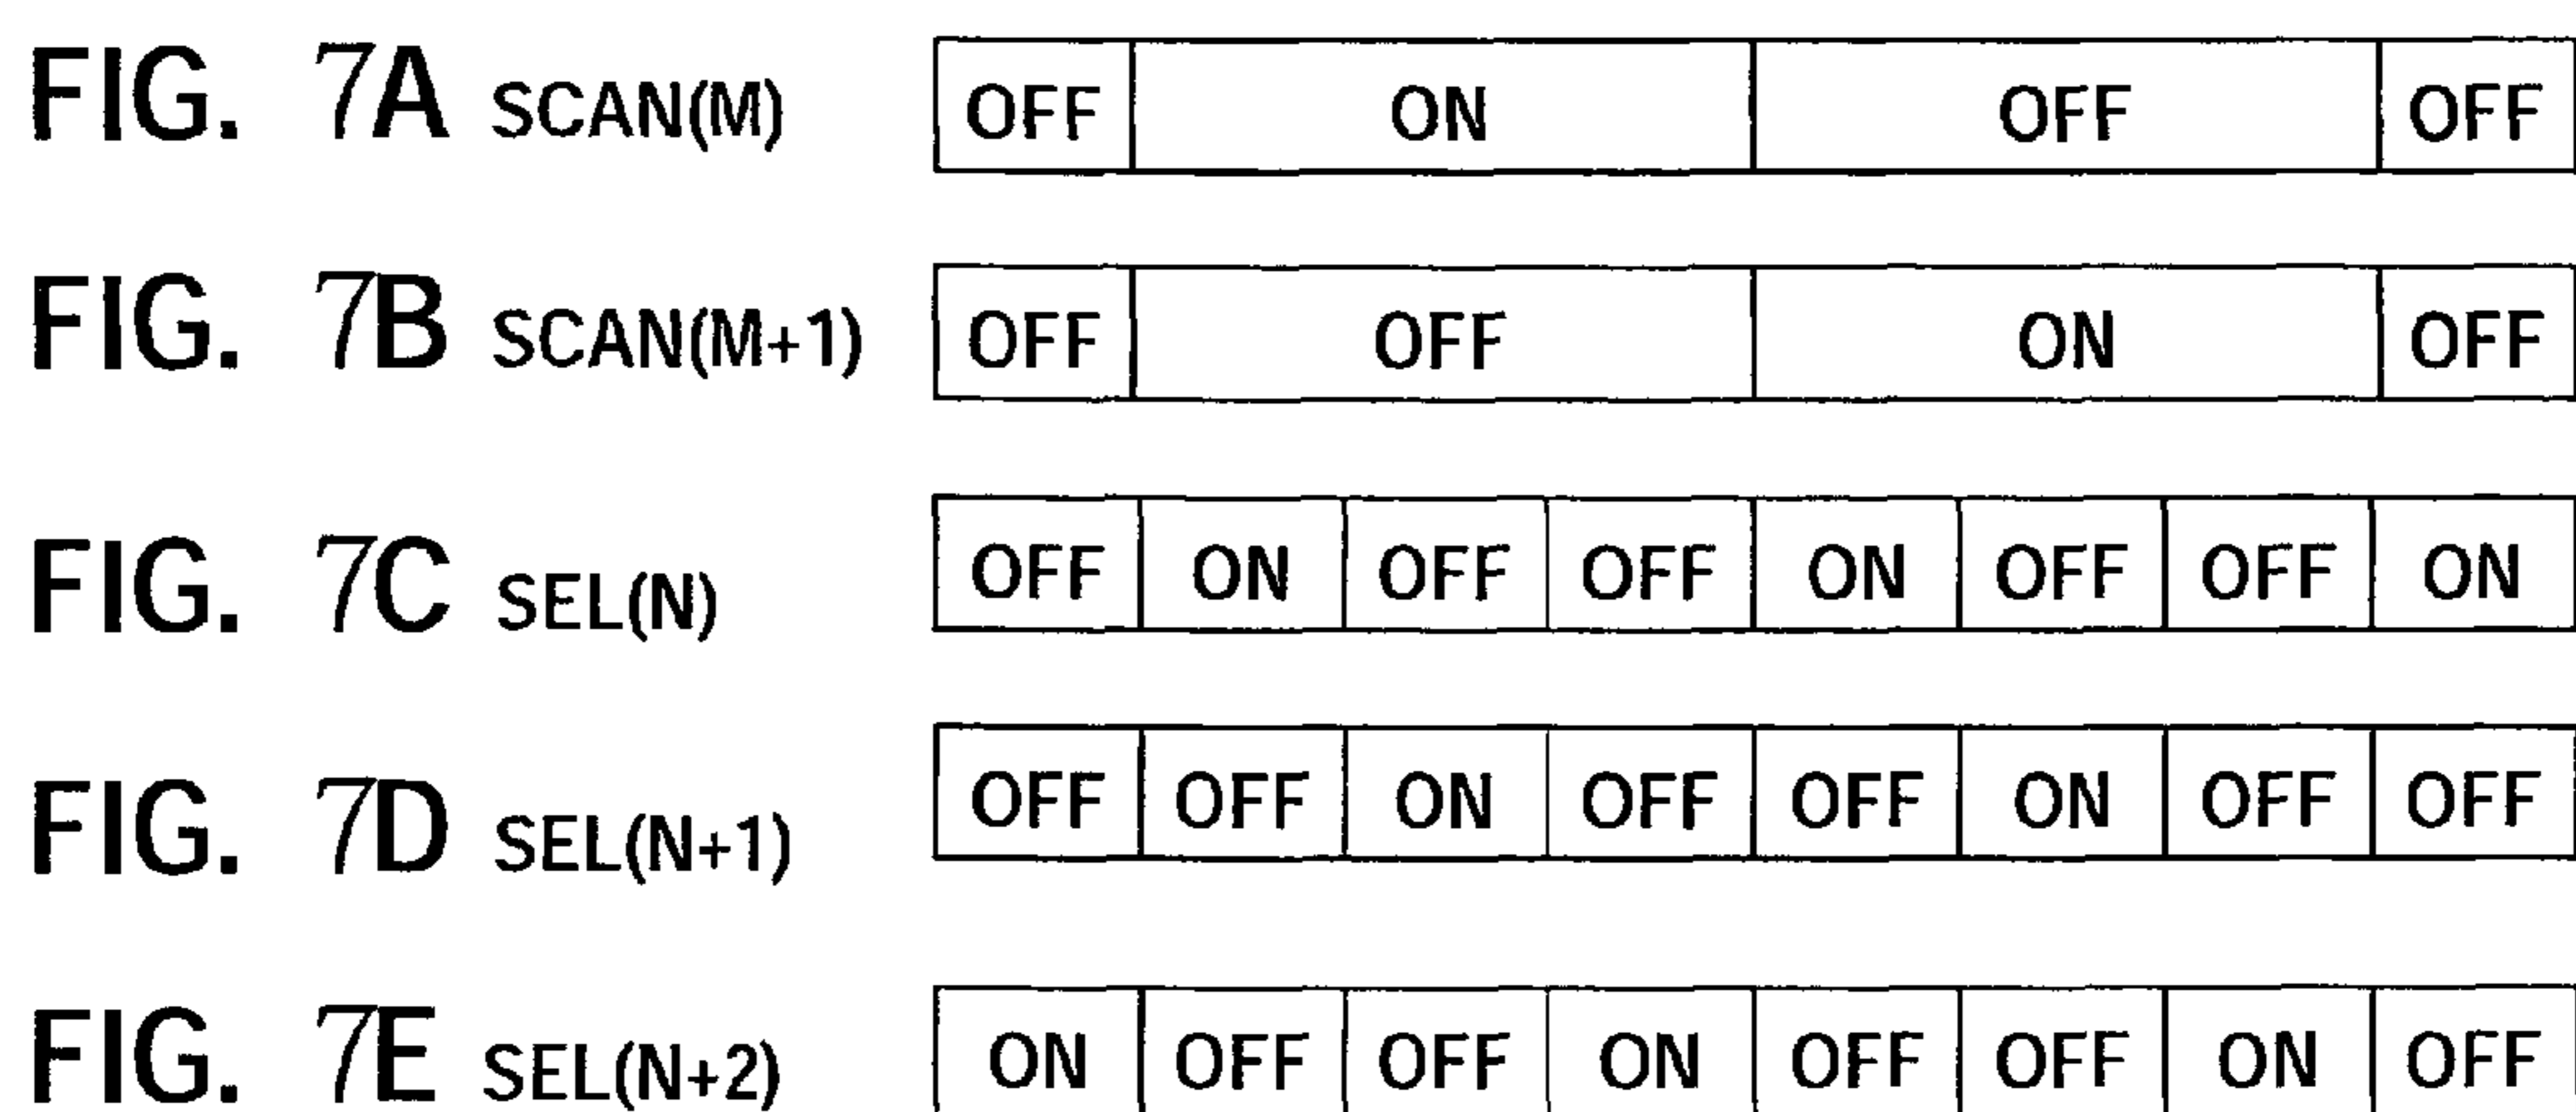 FIG. 7A SCAN(M) OFF ON OFF OFF
FIG. 7B SCAN(M+1) OFF OFF ON OFF
FIG. 7C SEL(N) OFF ON OFF OFF ON OFF OFF ON
FIG. 7D SEL(N+1) OFF OFF ON OFF OFF ON OFF OFF
FIG. 7E SEL(N+2) ON OFF OFF ON OFF OFF ON OFF